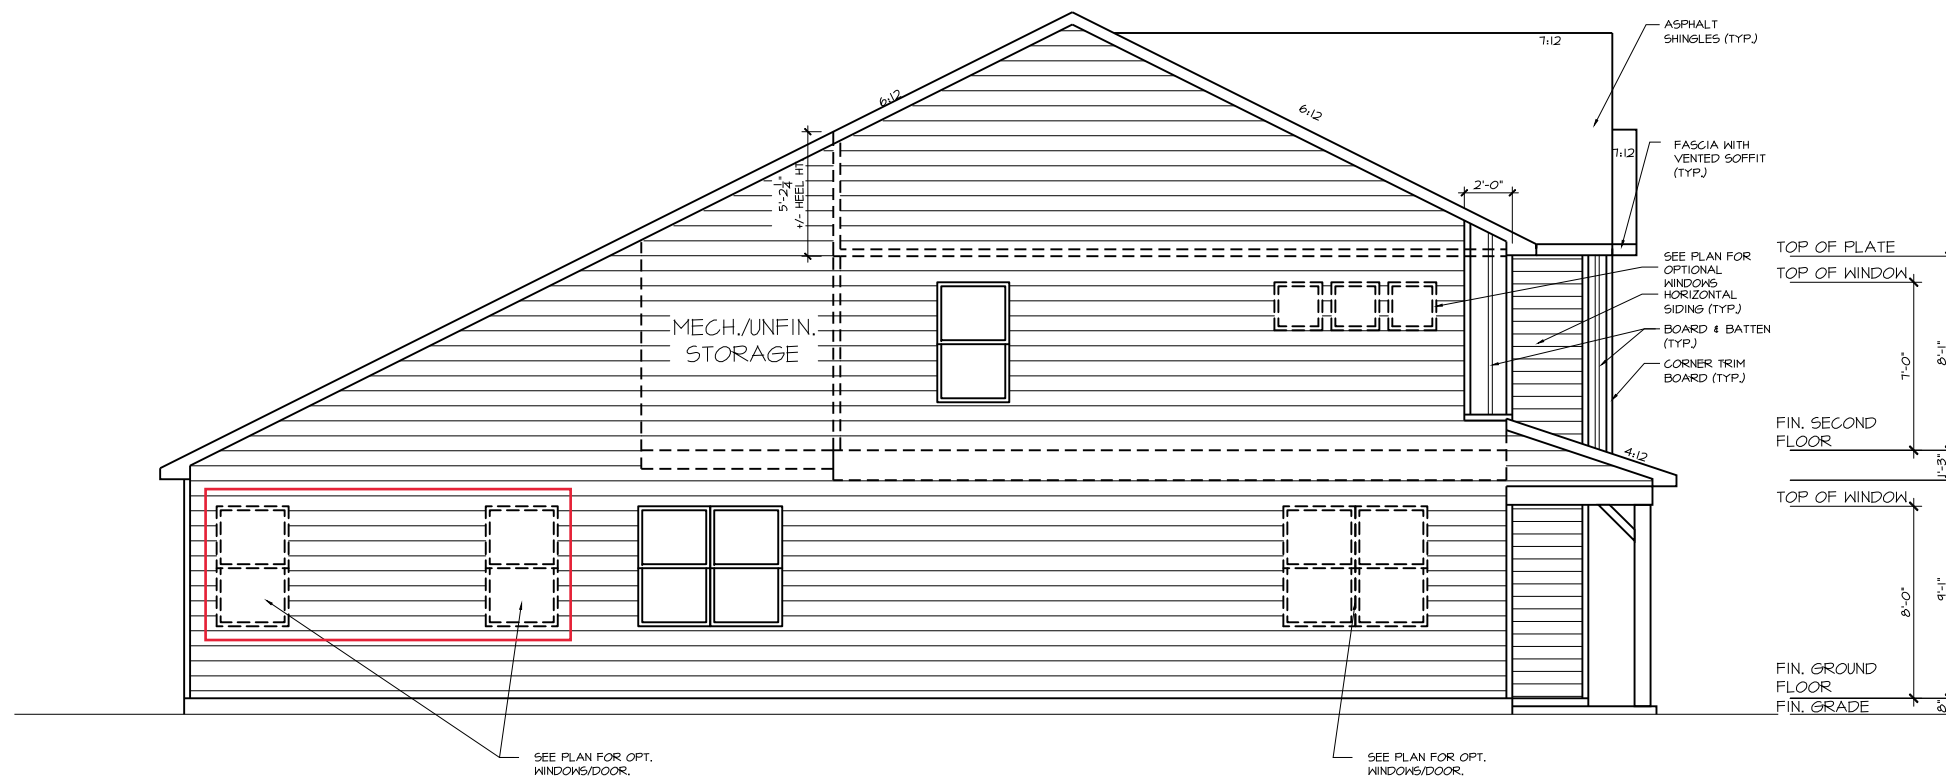 ASPHALT
SHINGLES (TYP.)
7:12
6:12
6:12
7:12
FASCIA WITH
VENTED SOFFIT
(TYP.)
5'-2 1/4"
+/- HEEL HT
2'-0"
TOP OF PLATE
SEE PLAN FOR
OPTIONAL
WINDOWS
TOP OF WINDOW
HORIZONTAL
SIDING (TYP.)
MECH./UNFIN.
STORAGE
BOARD & BATTEN
(TYP.)
7'-0"
8'-1"
CORNER TRIM
BOARD (TYP.)
FIN. SECOND
FLOOR
4:12
1'-3"
TOP OF WINDOW
8'-0"
9'-1"
FIN. GROUND
FLOOR
FIN. GRADE
8"
SEE PLAN FOR OPT.
WINDOWS/DOOR.
SEE PLAN FOR OPT.
WINDOWS/DOOR.